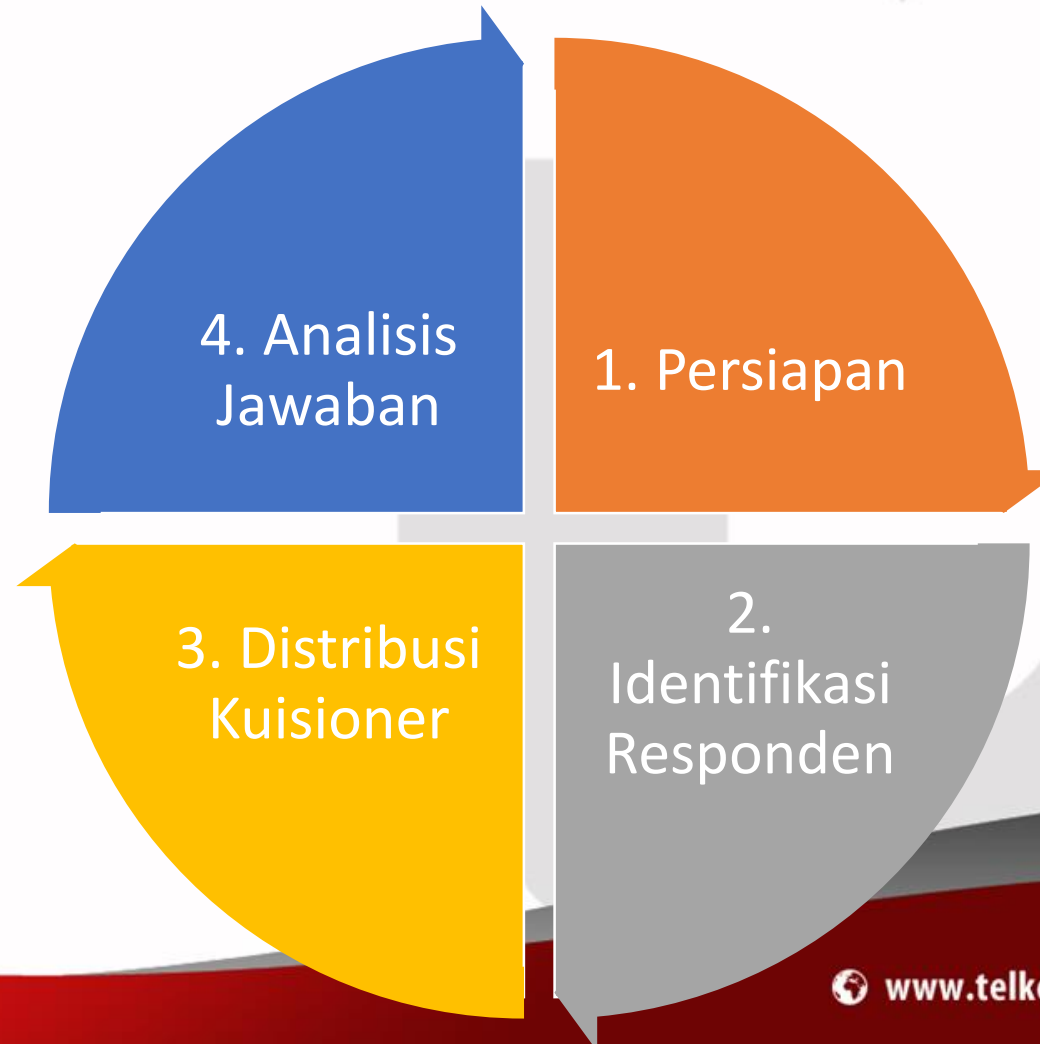 1. Persiapan
2.
Identifikasi
Responden
3. Distribusi
Kuisioner
4. Analisis
Jawaban
www.telk